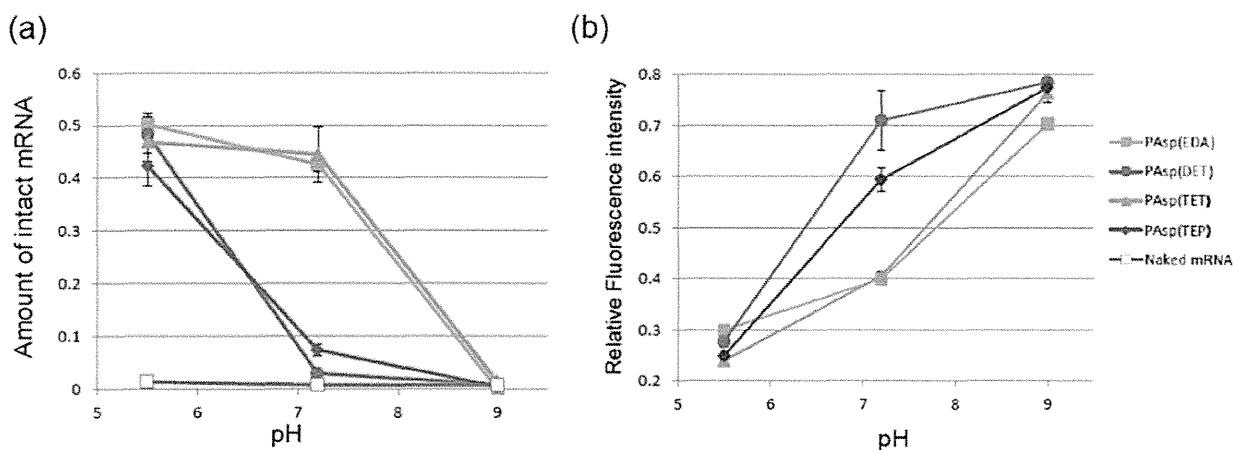 (a)
Amount of intact mRNA
0.6
0.5
0.4
0.3
0.2
0.1
0
5
6
7
8
9
pH
(b)
Relative Fluorescence intensity
0.8
0.7
0.6
0.5
0.4
0.3
0.2
5
6
7
8
9
pH
PAsp(EDA)
PAsp(DET)
PAsp(TET)
PAsp(TEP)
Naked mRNA